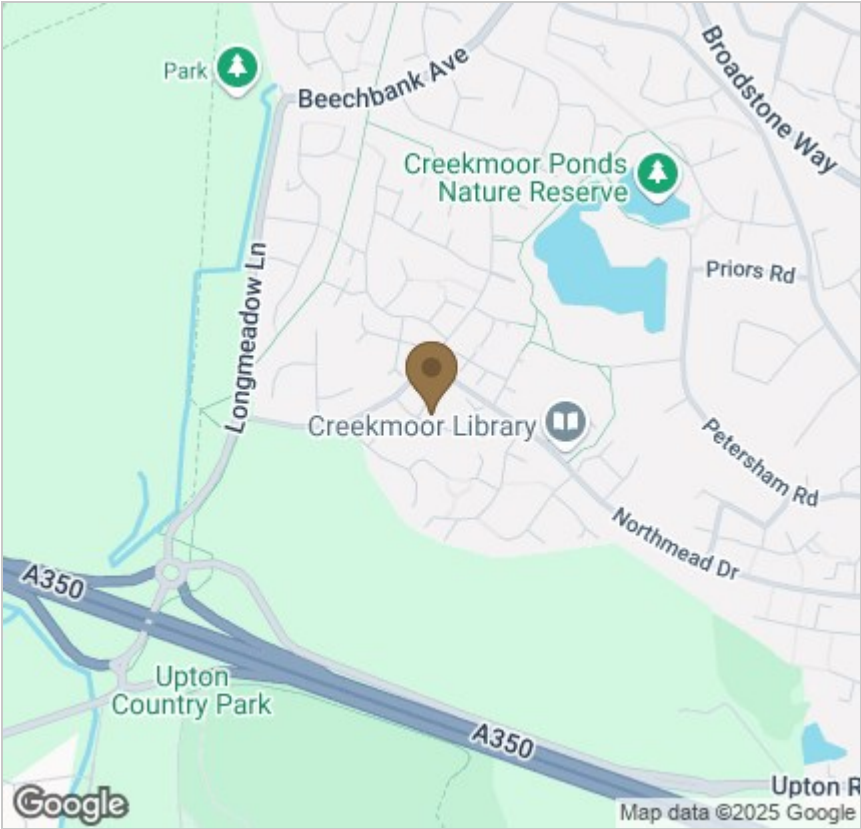 Park
Beechbank Ave
Broadstone Way
Creekmoor Ponds
Nature Reserve
Longmeadow Ln
Priors Rd
Creekmoor Library
Petersham Rd
Northmead Dr
A350
Upton
Country Park
A350
Upton R
Google
Map data ©2025 Google